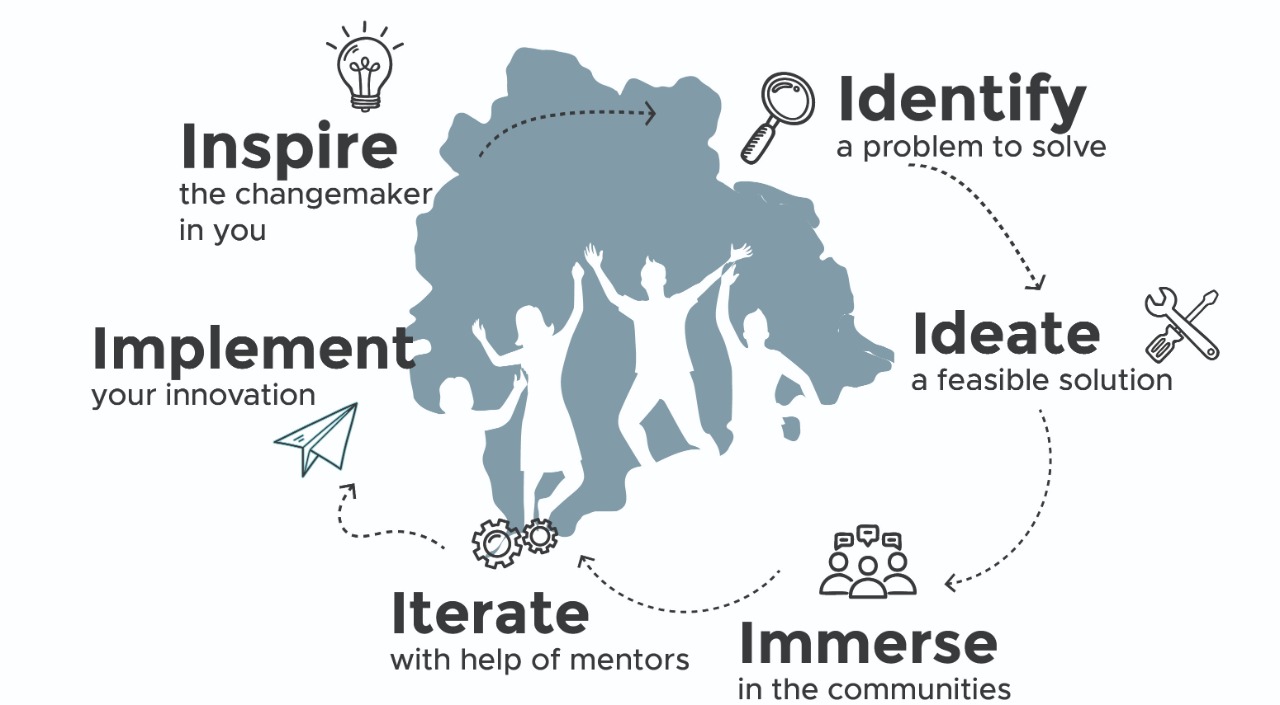 Inspire
the changemaker
in you
Identify
a problem to solve
Ideate
a feasible solution
Immerse
in the communities
Iterate
with help of mentors
Implement
your innovation